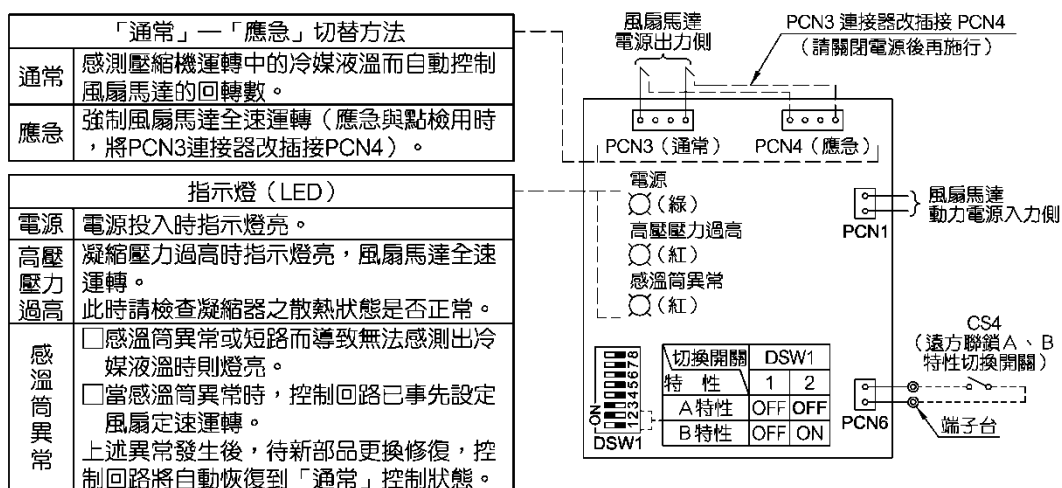 「通常」—「應急」切替方法
通常
感測壓縮機運轉中的冷媒液溫而自動控制
風扇馬達的回轉數。
應急
強制風扇馬達全速運轉（應急與點檢用時
，將PCN3連接器改插接PCN4）。
指示燈（LED）
電源
電源投入時指示燈亮。
高壓
壓力
過高
凝縮壓力過高時指示燈亮，風扇馬達全速
運轉。
此時請檢查凝縮器之散熱狀態是否正常。
感
溫
筒
異
常
□感溫筒異常或短路而導致無法感測出冷
媒液溫時則燈亮。
□當感溫筒異常時，控制回路已事先設定
風扇定速運轉。
上述異常發生後，待新部品更換修復，控
制回路將自動恢復到「通常」控制狀態。
風扇馬達
電源出力側
PCN3 連接器改插接 PCN4
（請關閉電源後再施行）
PCN3（通常）
PCN4（應急）
電源
（綠）
高壓壓力過高
（紅）
感溫筒異常
（紅）
PCN1
風扇馬達
動力電源入力側
ON
12345678
DSW1
切換開關 DSW1
特 性 1 2
A特性 OFF OFF
B特性 OFF ON
CS4
（遠方聯鎖A、B
特性切換開關）
PCN6
端子台